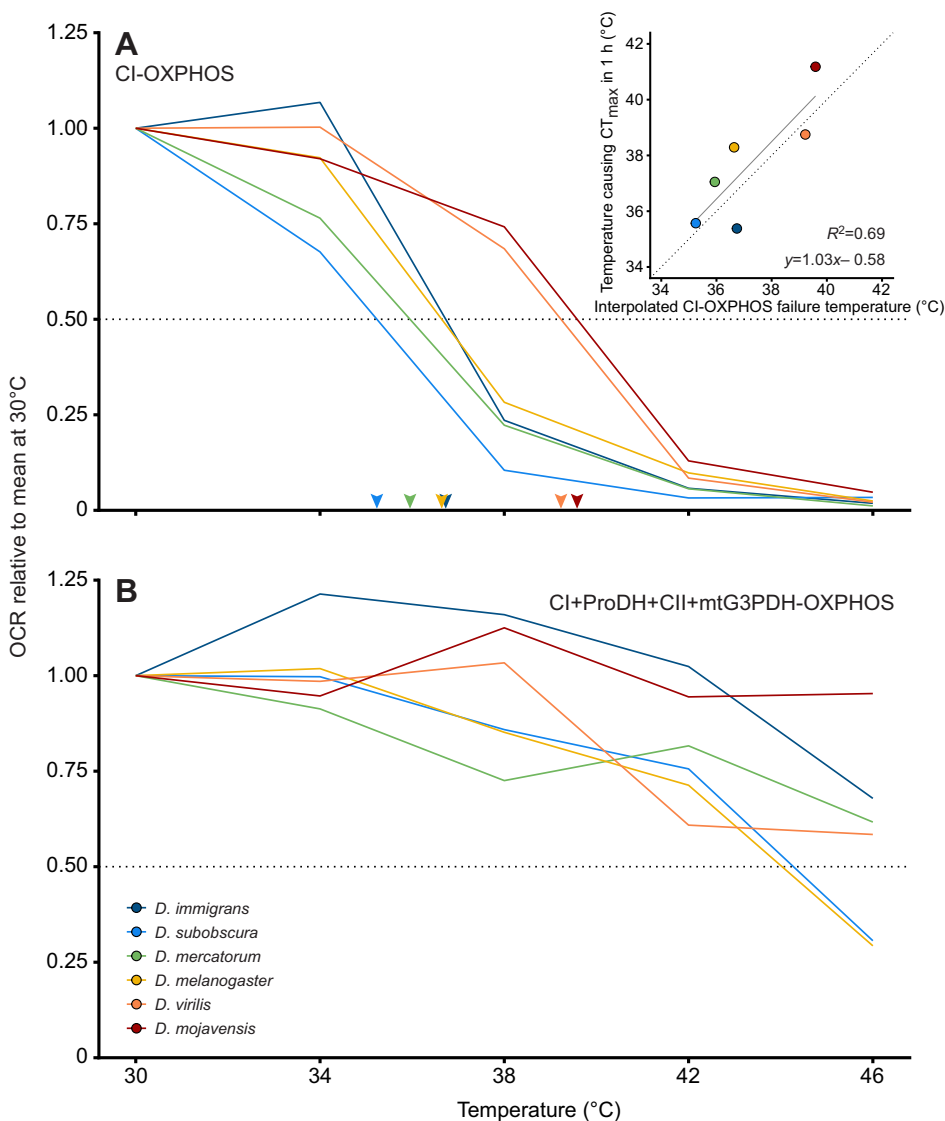 A
CI-OXPHOS
1.25
1.00
0.75
0.50
0.25
0
Temperature causing CTmax in 1 h (°C)
42
40
38
36
34
R²=0.69
y=1.03x– 0.58
34 36 38 40 42
Interpolated CI-OXPHOS failure temperature (°C)
OCR relative to mean at 30°C
B
CI+ProDH+CII+mtG3PDH-OXPHOS
1.25
1.00
0.75
0.50
0.25
0
D. immigrans
D. subobscura
D. mercatorum
D. melanogaster
D. virilis
D. mojavensis
30 34 38 42 46
Temperature (°C)